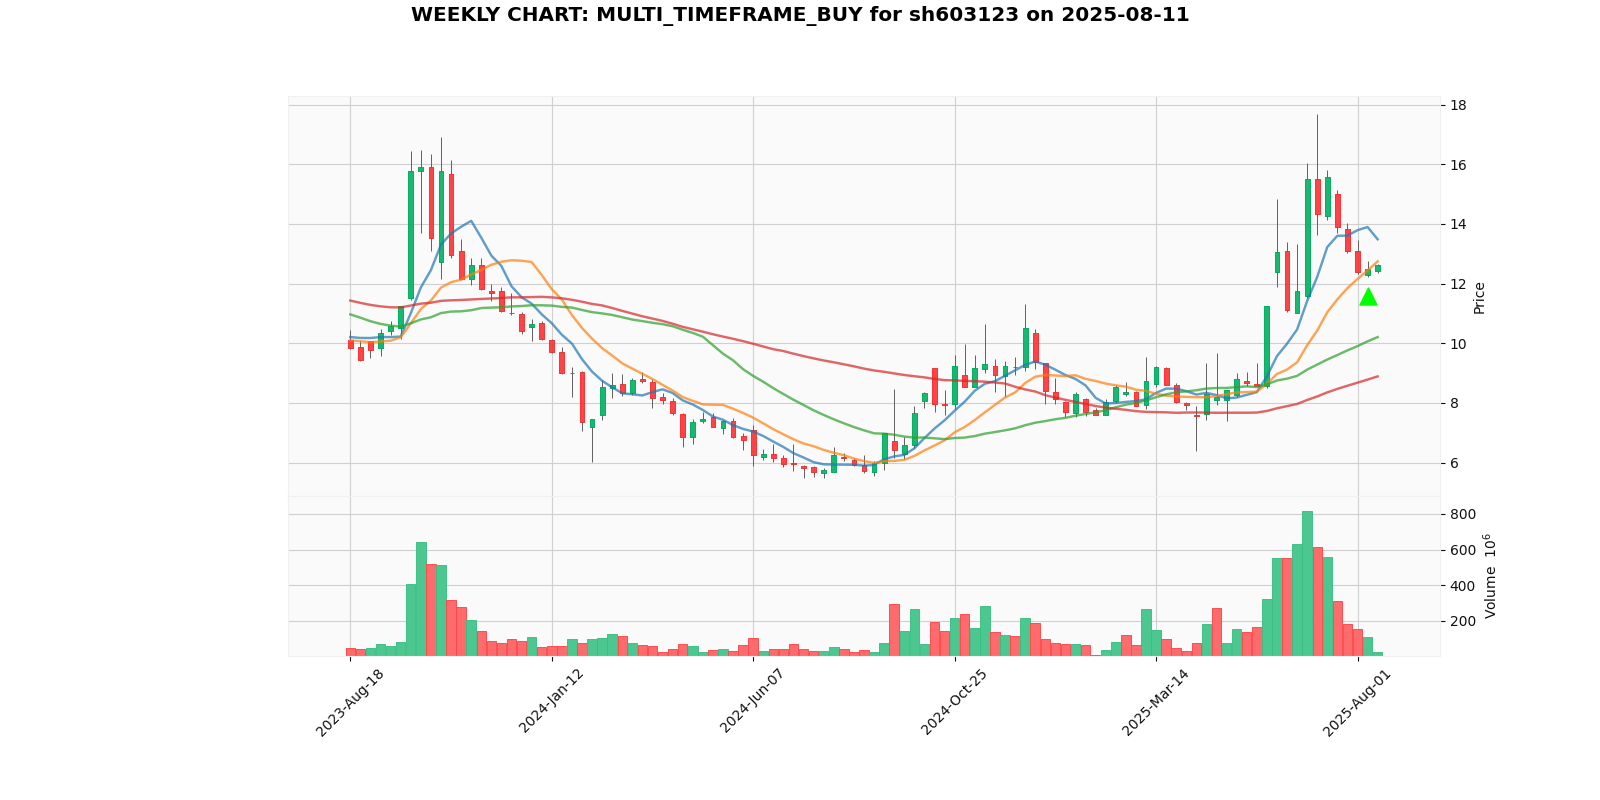 WEEKLY CHART: MULTI_TIMEFRAME_BUY for sh603123 on 2025-08-11
18
16
14
12
10
8
6
Price
800
600
400
200
Volume 10⁶
2023-Aug-18
2024-Jan-12
2024-Jun-07
2024-Oct-25
2025-Mar-14
2025-Aug-01